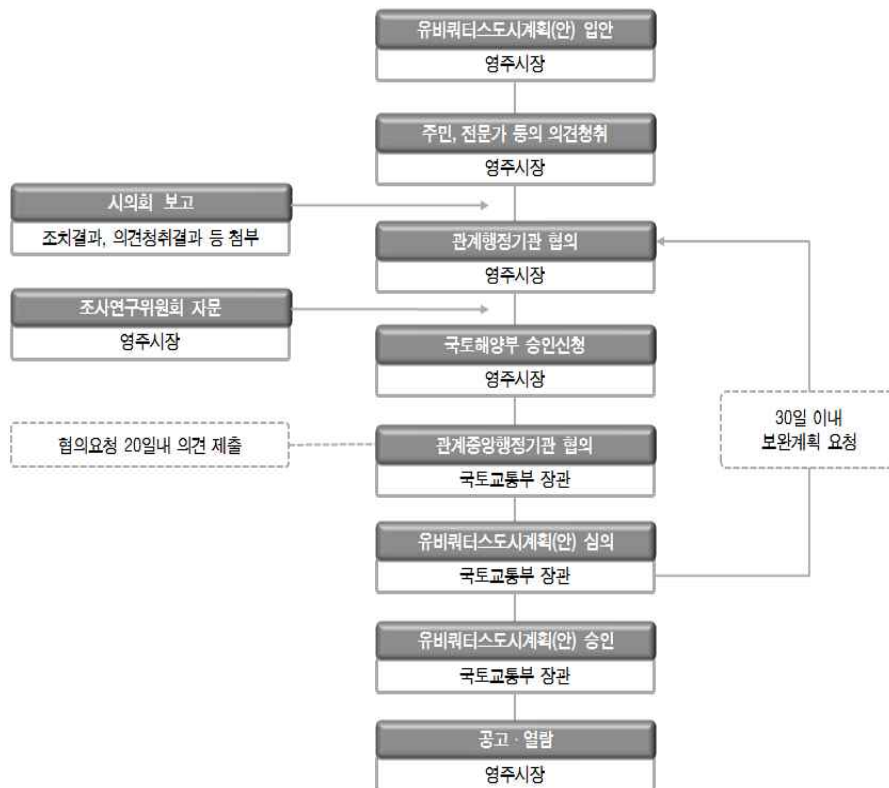 유비쿼터스도시계획(안) 입안
영주시장
주민, 전문가 등의 의견청취
영주시장
시의회 보고
조치결과, 의견청취결과 등 첨부
관계행정기관 협의
영주시장
조사연구위원회 자문
영주시장
국토해양부 승인신청
영주시장
30일 이내
보완계획 요청
협의요청 20일내 의견 제출
관계중앙행정기관 협의
국토교통부 장관
유비쿼터스도시계획(안) 심의
국토교통부 장관
유비쿼터스도시계획(안) 승인
국토교통부 장관
공고·열람
영주시장